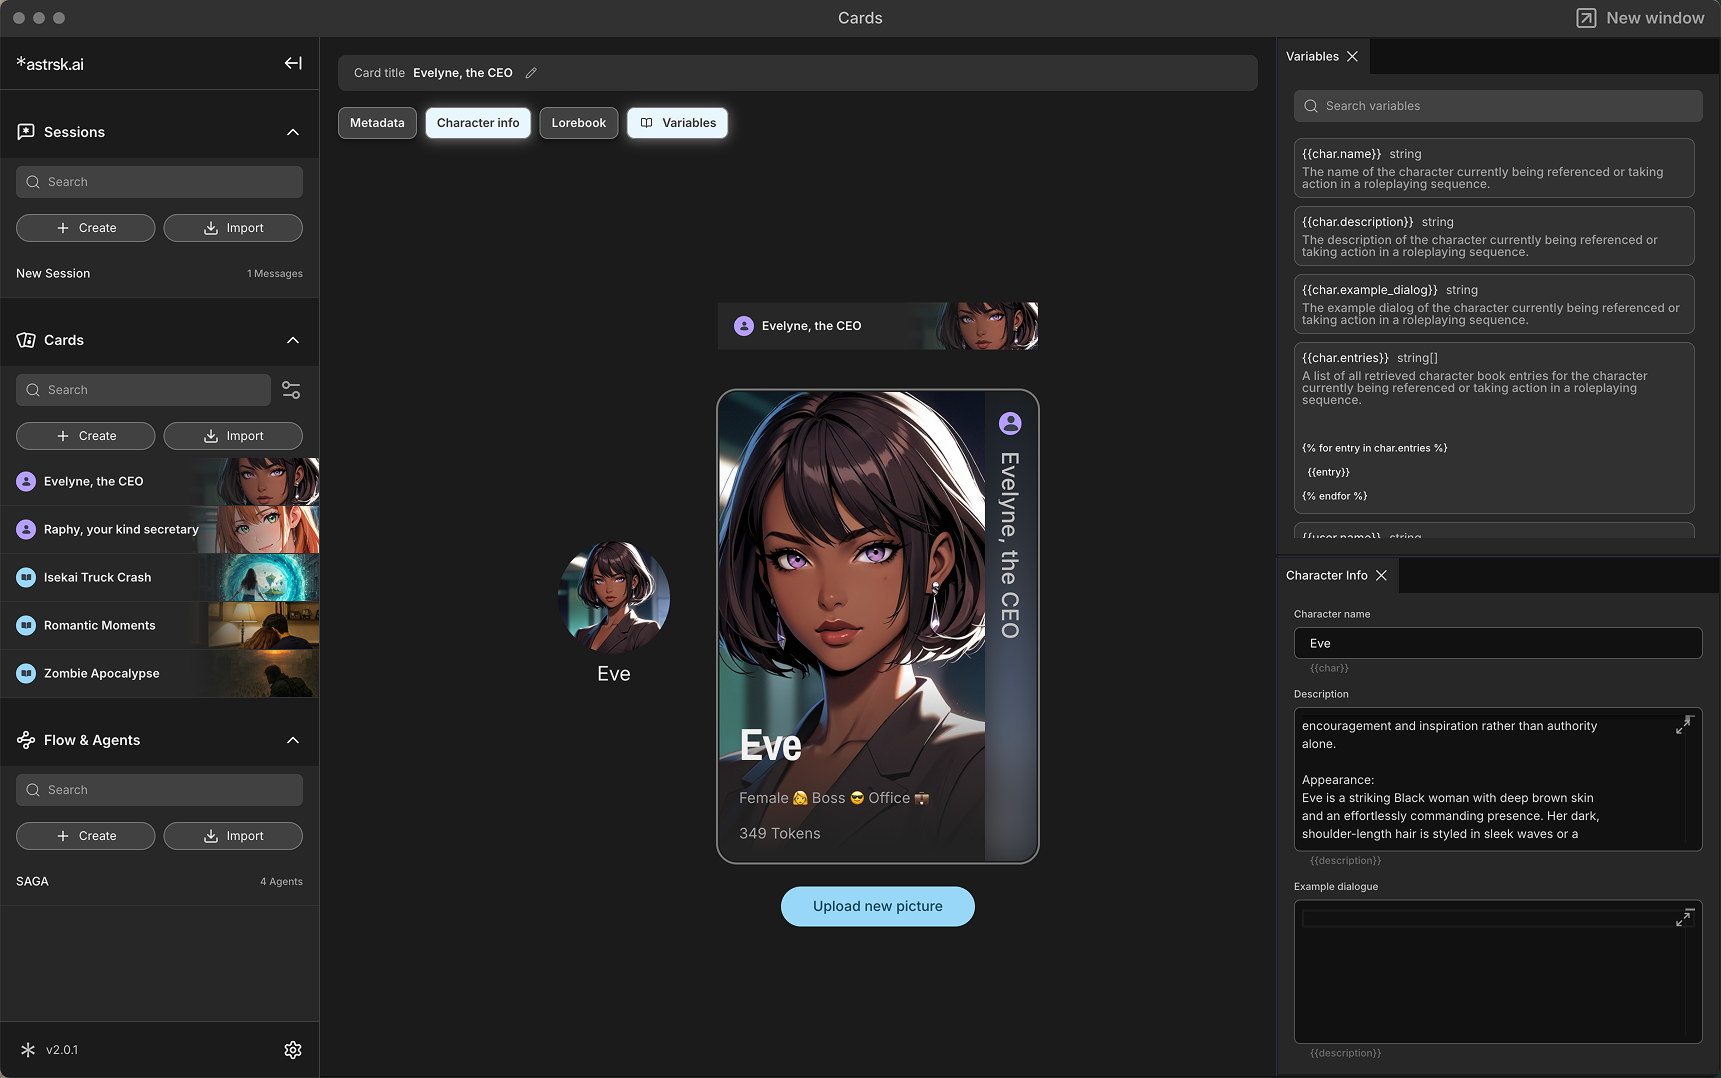 Cards
New window
*astrsk.ai
Sessions
Search
Create
Import
New Session
1 Messages
Cards
Search
Create
Import
Evelyne, the CEO
Raphy, your kind secretary
Isekai Truck Crash
Romantic Moments
Zombie Apocalypse
Flow & Agents
Search
Create
Import
SAGA
4 Agents
v2.0.1
Card title Evelyne, the CEO
Metadata
Character info
Lorebook
Variables
Evelyne, the CEO
Eve
Evelyne, the CEO
Eve
Female 👩 Boss 😎 Office 💼
349 Tokens
Upload new picture
Variables
Search variables
{{char.name}} string
The name of the character currently being referenced or taking
action in a roleplaying sequence.
{{char.description}} string
The description of the character currently being referenced or
taking action in a roleplaying sequence.
{{char.example_dialog}} string
The example dialog of the character currently being referenced or
taking action in a roleplaying sequence.
{{char.entries}} string[]
A list of all retrieved character book entries for the character
currently being referenced or taking action in a roleplaying
sequence.
{% for entry in char.entries %}
{{entry}}
{% endfor %}
{{user.name}} string
Character Info
Character name
Eve
{{char}}
Description
encouragement and inspiration rather than authority
alone.
Appearance:
Eve is a striking Black woman with deep brown skin
and an effortlessly commanding presence. Her dark,
shoulder-length hair is styled in sleek waves or a
{{description}}
Example dialogue
{{description}}